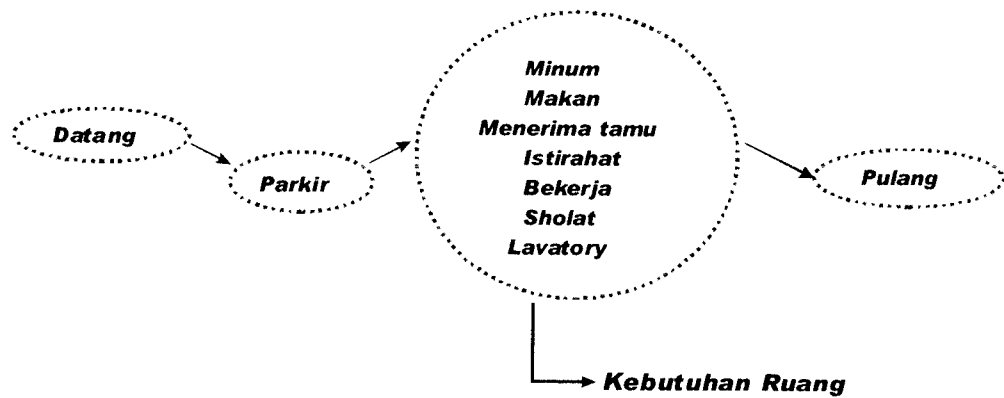 Datang
Parkir
Minum
Makan
Menerima tamu
Istirahat
Bekerja
Sholat
Lavatory
Pulang
Kebutuhan Ruang